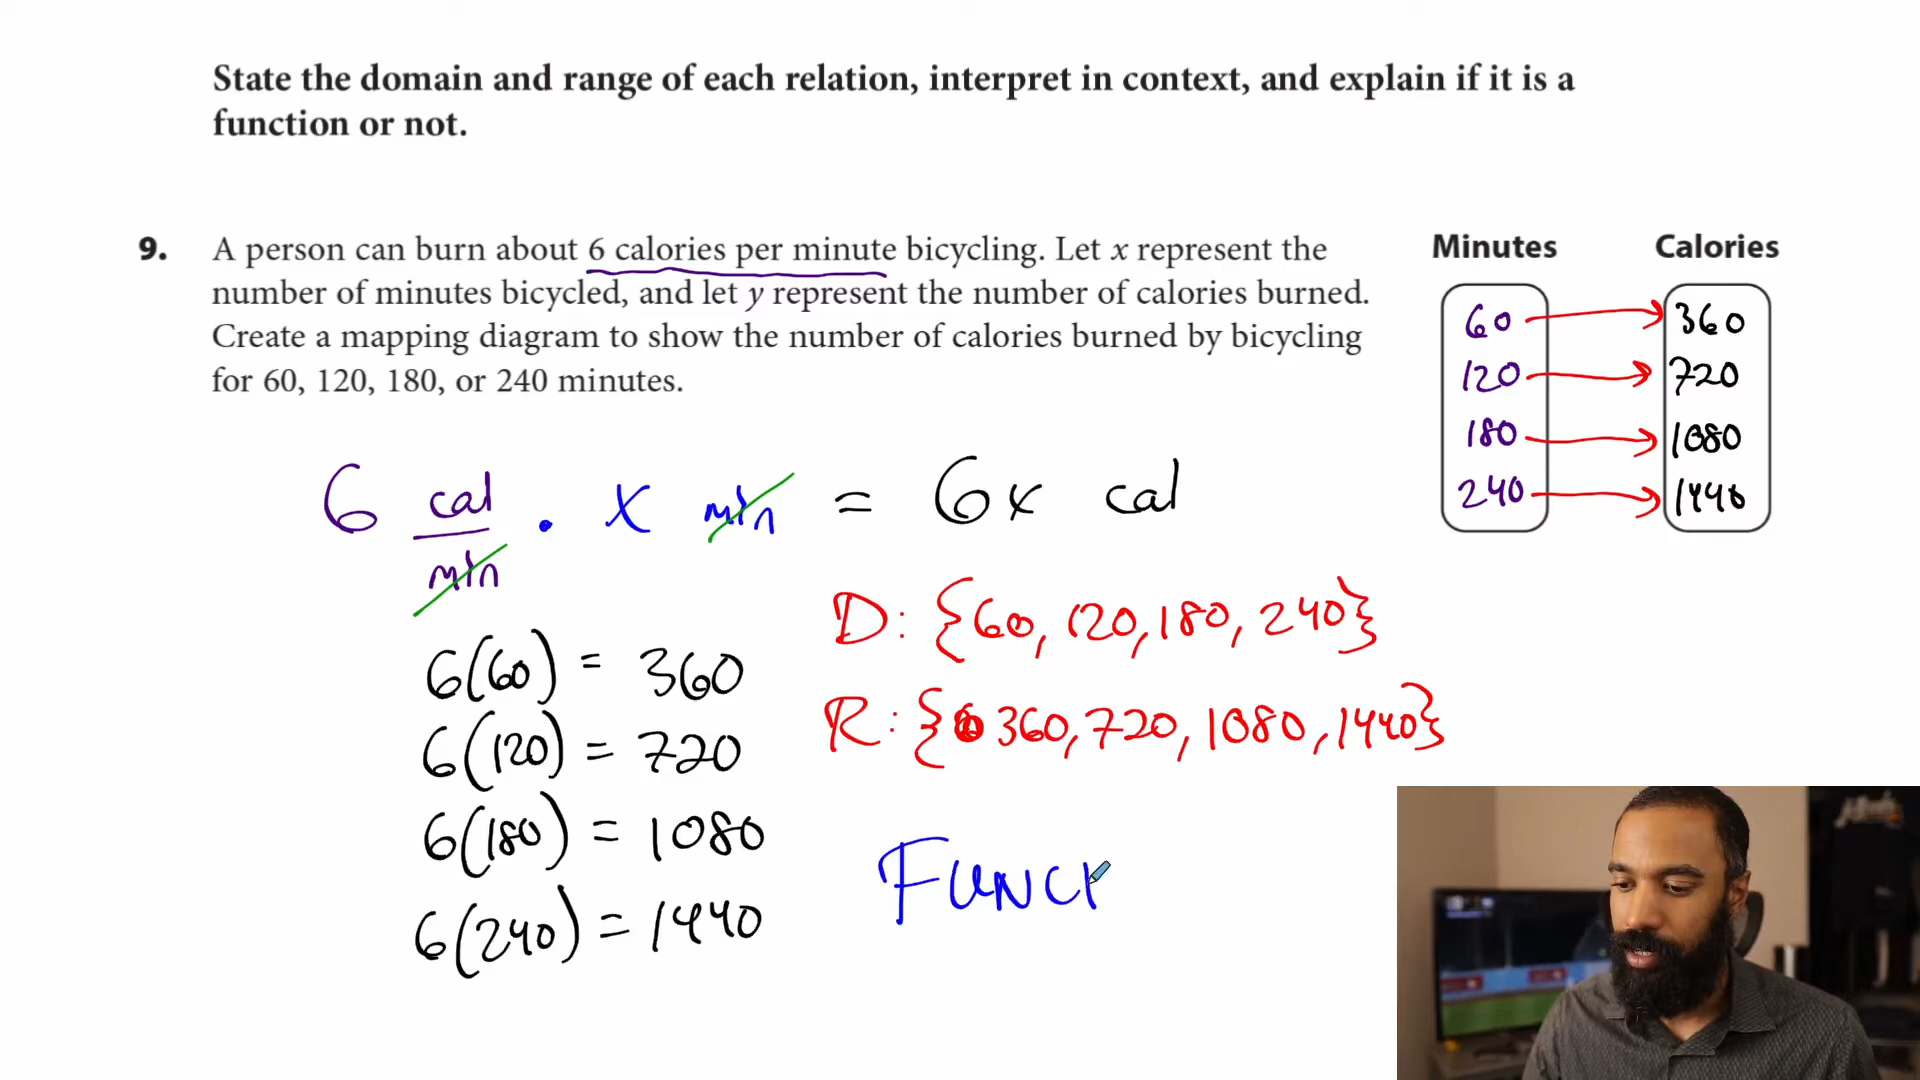 State the domain and range of each relation, interpret in context, and explain if it is a
function or not.
9. A person can burn about 6 calories per minute bicycling. Let x represent the
number of minutes bicycled, and let y represent the number of calories burned.
Create a mapping diagram to show the number of calories burned by bicycling
for 60, 120, 180, or 240 minutes.
Minutes Calories
60 360
120 720
180 1080
240 1440
6 cal/min · x min = 6x cal
6(60) = 360
6(120) = 720
6(180) = 1080
6(240) = 1440
D: {60, 120, 180, 240}
R: {360, 720, 1080, 1440}
Func